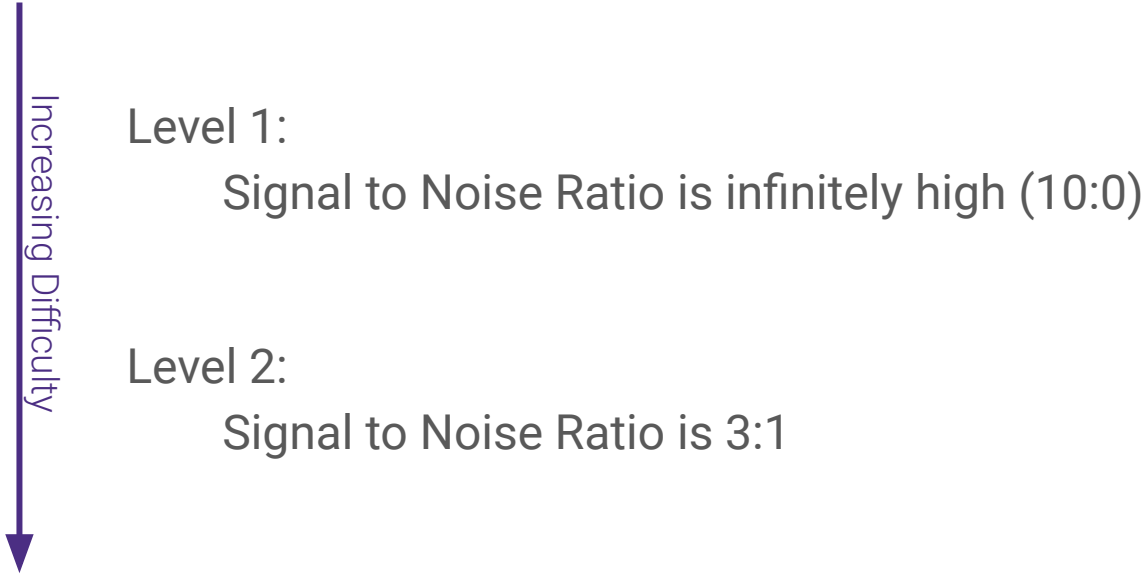 Increasing Difficulty
Level 1:
Signal to Noise Ratio is infinitely high (10:0)
Level 2:
Signal to Noise Ratio is 3:1